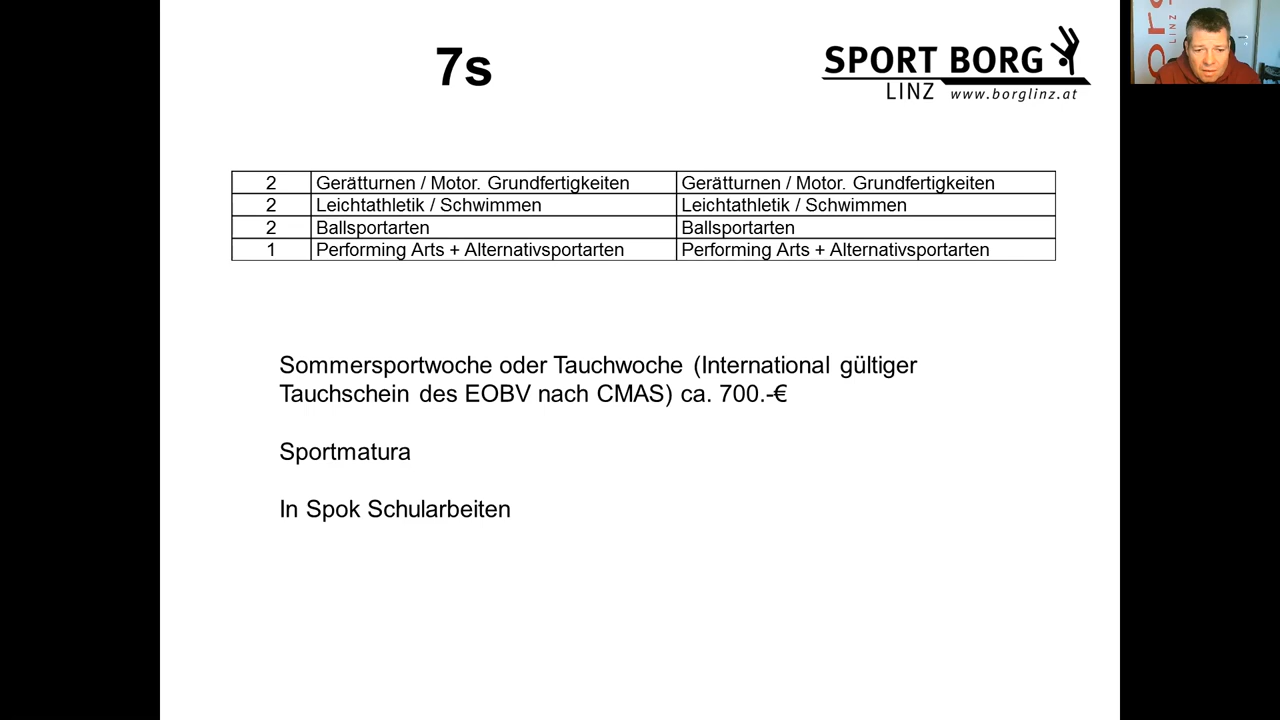 7s
SPORT BORG
LINZ www.borglinz.at
2 Gerätturnen / Motor. Grundfertigkeiten Gerätturnen / Motor. Grundfertigkeiten
2 Leichtathletik / Schwimmen Leichtathletik / Schwimmen
2 Ballsportarten Ballsportarten
1 Performing Arts + Alternativsportarten Performing Arts + Alternativsportarten
Sommersportwoche oder Tauchwoche (International gültiger
Tauchschein des EOBV nach CMAS) ca. 700.-€
Sportmatura
In Spok Schularbeiten
LINZ